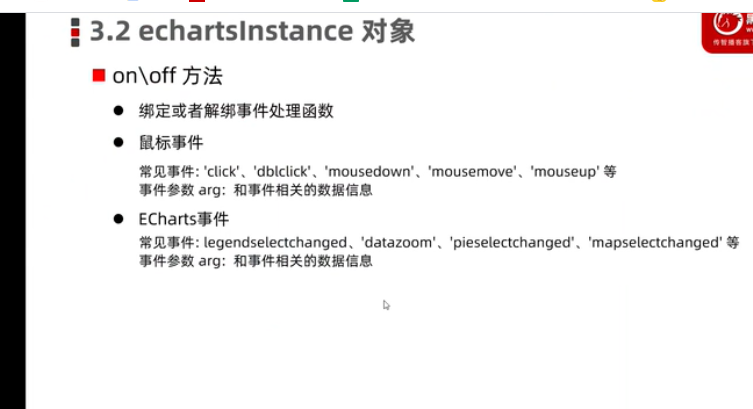 3.2 echartsInstance 对象
on\off 方法
绑定或者解绑事件处理函数
鼠标事件
常见事件: 'click'、'dblclick'、'mousedown'、'mousemove'、'mouseup' 等
事件参数 arg：和事件相关的数据信息
ECharts事件
常见事件: legendselectchanged、'datazoom'、'pieselectchanged'、'mapselectchanged' 等
事件参数 arg：和事件相关的数据信息